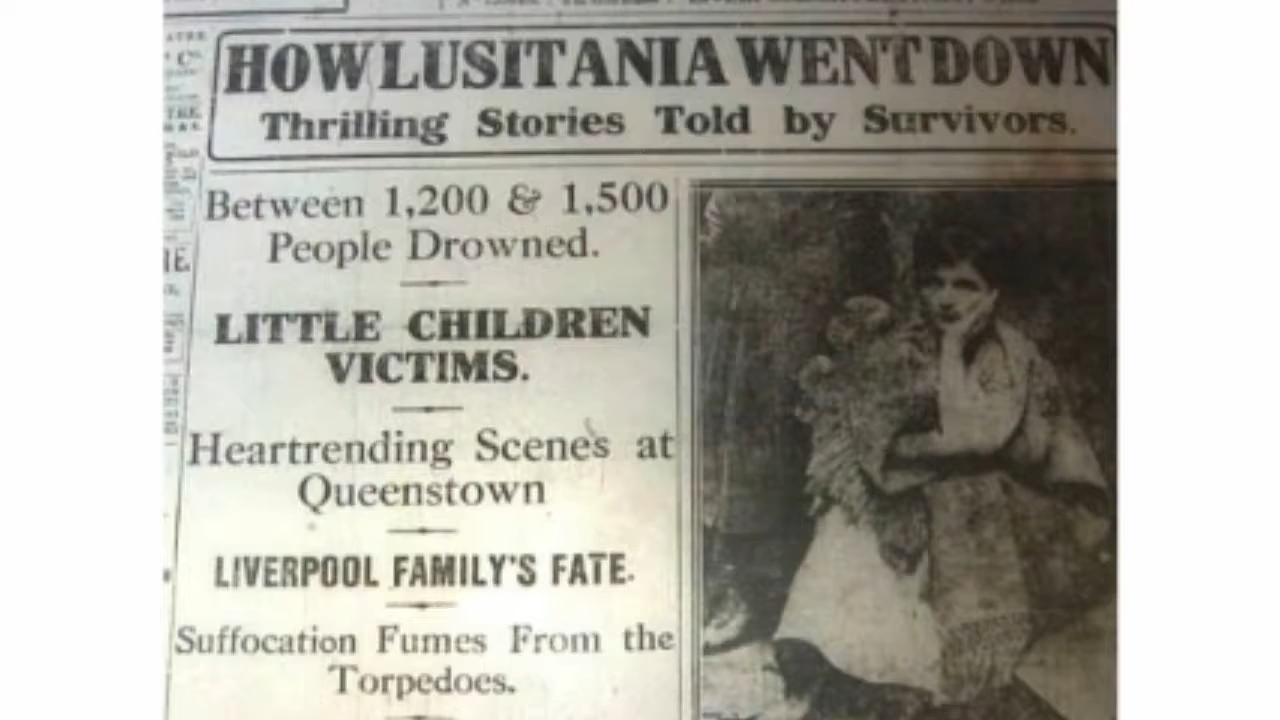 HOW LUSITANIA WENT DOWN
Thrilling Stories Told by Survivors.
Between 1,200 & 1,500
People Drowned.
LITTLE CHILDREN
VICTIMS.
Heartrending Scenes at
Queenstown
LIVERPOOL FAMILY'S FATE.
Suffocation Fumes From the
Torpedoes.